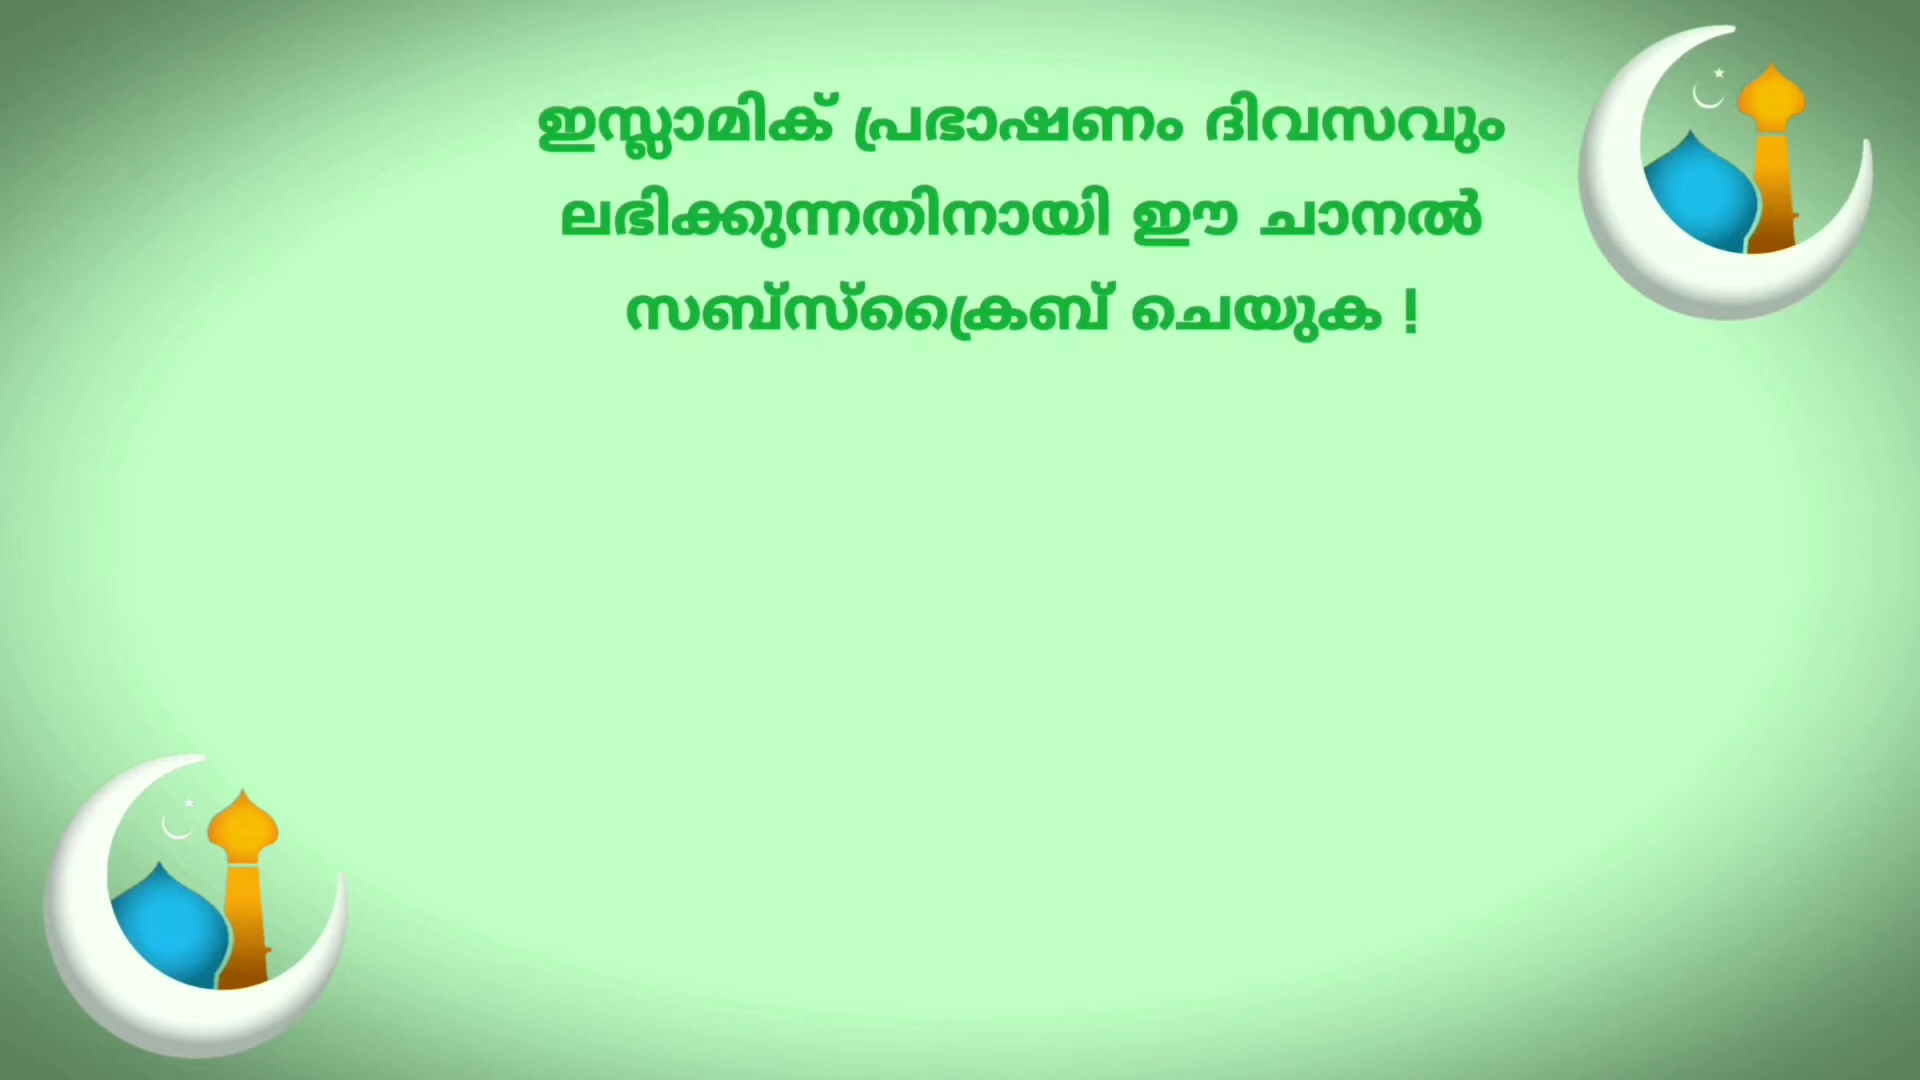 ഇസ്ലാമിക് പ്രഭാഷണം ദിവസവും
ലഭിക്കുന്നതിനായി ഈ ചാനൽ
സബ്സ്ക്രൈബ് ചെയുക !